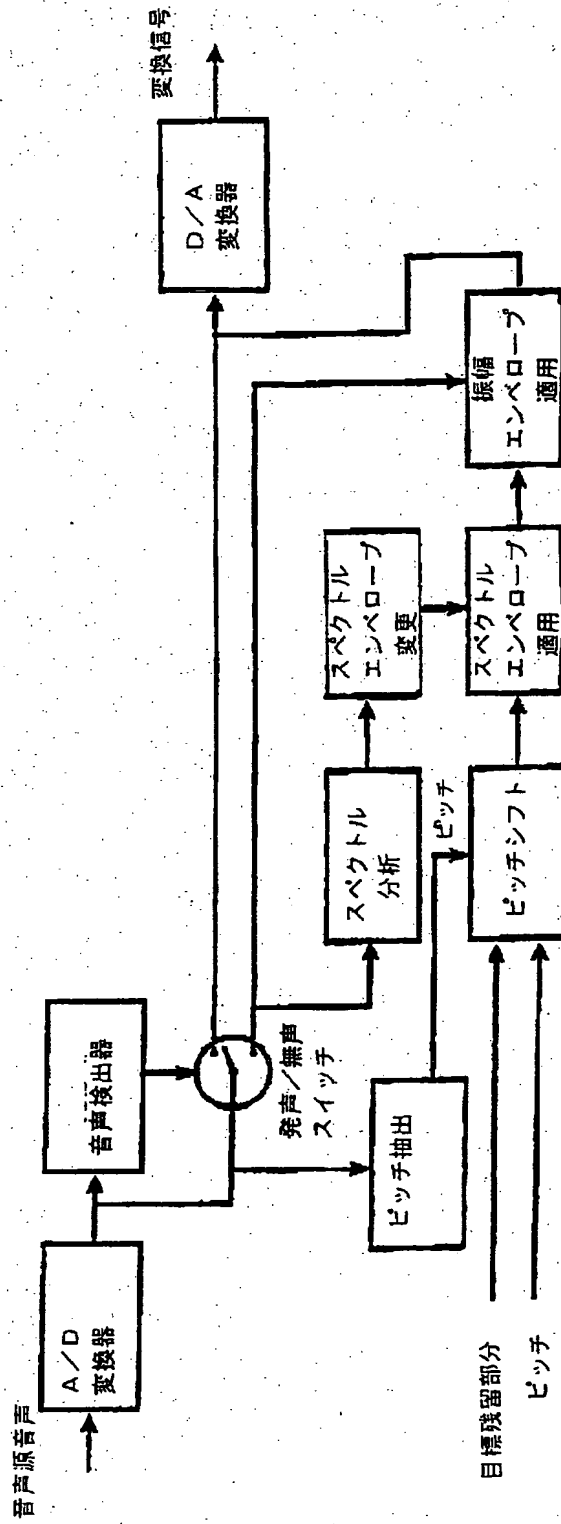 音声源音声
A/D
変換器
音声検出器
発声/無声
スイッチ
ピッチ抽出
スペクトル
分析
スペクトル
エンベロープ
変更
ピッチ
目標残留部分
ピッチ
ピッチシフト
スペクトル
エンベロープ
適用
振幅
エンベロープ
適用
D/A
変換器
変換信号